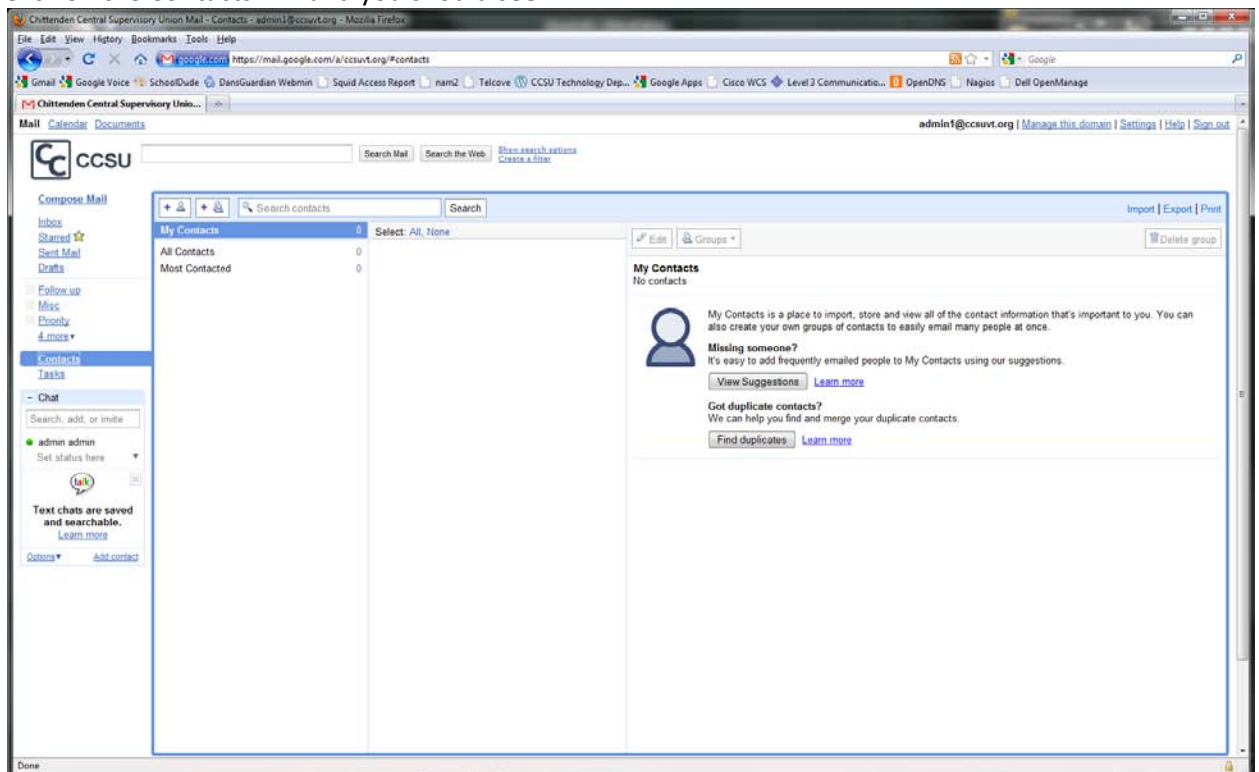 Chittenden Central Supervisory Union Mail - Contacts - admin1@ccsuvt.org - Mozilla Firefox
File Edit View History Bookmarks Tools Help
google.com https://mail.google.com/a/ccsuvt.org/#contacts
Google
Gmail Google Voice SchoolDude DansGuardian Webmin Squid Access Report nam2 Telcove CCSU Technology Dep... Google Apps Cisco WCS Level 3 Communicatio... OpenDNS Nagios Dell OpenManage
Chittenden Central Supervisory Unio...
Mail Calendar Documents
admin1@ccsuvt.org | Manage this domain | Settings | Help | Sign out
CC CCSU
Search Mail Search the Web Show search options
Create a filter
Compose Mail
Inbox
Starred
Sent Mail
Drafts
Follow up
Misc
Priority
4 more ▼
Contacts
Tasks
– Chat
Search, add, or invite
admin admin
Set status here
talk
Text chats are saved
and searchable.
Learn more
Options ▼ Add contact
+ + Search contacts Search
Import | Export | Print
My Contacts 0
All Contacts 0
Most Contacted 0
Select: All, None
Edit Groups ▼ Delete group
My Contacts
No contacts
My Contacts is a place to import, store and view all of the contact information that's important to you. You can
also create your own groups of contacts to easily email many people at once.
Missing someone?
It's easy to add frequently emailed people to My Contacts using our suggestions.
View Suggestions Learn more
Got duplicate contacts?
We can help you find and merge your duplicate contacts.
Find duplicates Learn more
Done